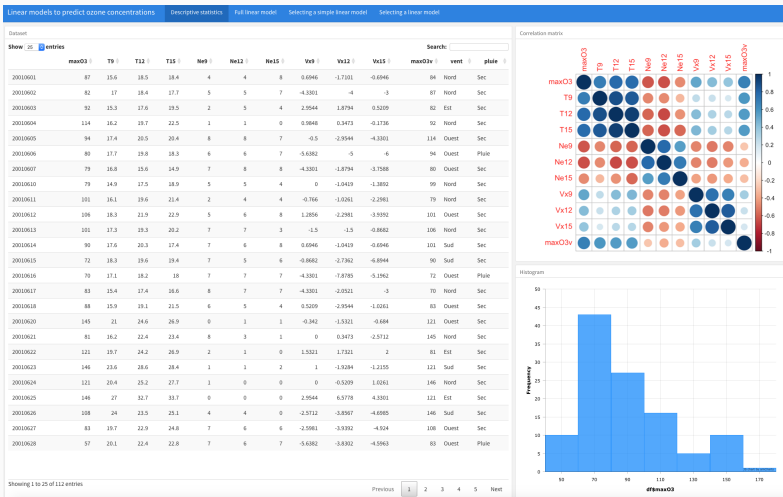 Linear models to predict ozone concentrations Descriptive statistics Full linear model Selecting a simple linear model Selecting a linear model
Dataset
Show 25 entries Search:
maxO3 T9 T12 T15 Ne9 Ne12 Ne15 Vx9 Vx12 Vx15 maxO3v vent pluie
20010601 87 15.6 18.5 18.4 4 4 8 0.6946 -1.7101 -0.6946 84 Nord Sec
20010602 82 17 18.4 17.7 5 5 7 -4.3301 -4 -3 87 Nord Sec
20010603 92 15.3 17.6 19.5 2 5 4 2.9544 1.8794 0.5209 82 Est Sec
20010604 114 16.2 19.7 22.5 1 1 0 0.9848 0.3473 -0.1736 92 Nord Sec
20010605 94 17.4 20.5 20.4 8 8 7 -0.5 -2.9544 -4.3301 114 Ouest Sec
20010606 80 17.7 19.8 18.3 6 6 7 -5.6382 -5 -6 94 Ouest Pluie
20010607 79 16.8 15.6 14.9 7 8 8 -4.3301 -1.8794 -3.7588 80 Ouest Sec
20010610 79 14.9 17.5 18.9 5 5 4 0 -1.0419 -1.3892 99 Nord Sec
20010611 101 16.1 19.6 21.4 2 4 4 -0.766 -1.0261 -2.2981 79 Nord Sec
20010612 106 18.3 21.9 22.9 5 6 8 1.2856 -2.2981 -3.9392 101 Ouest Sec
20010613 101 17.3 19.3 20.2 7 7 3 -1.5 -1.5 -0.8682 106 Nord Sec
20010614 90 17.6 20.3 17.4 7 6 8 0.6946 -1.0419 -0.6946 101 Sud Sec
20010615 72 18.3 19.6 19.4 7 5 6 -0.8682 -2.7362 -6.8944 90 Sud Sec
20010616 70 17.1 18.2 18 7 7 7 -4.3301 -7.8785 -5.1962 72 Ouest Pluie
20010617 83 15.4 17.4 16.6 8 7 7 -4.3301 -2.0521 -3 70 Nord Sec
20010618 88 15.9 19.1 21.5 6 5 4 0.5209 -2.9544 -1.0261 83 Ouest Sec
20010620 145 21 24.6 26.9 0 1 1 -0.342 -1.5321 -0.684 121 Ouest Sec
20010621 81 16.2 22.4 23.4 8 3 1 0 0.3473 -2.5712 145 Nord Sec
20010622 121 19.7 24.2 26.9 2 1 0 1.5321 1.7321 2 81 Est Sec
20010623 146 23.6 28.6 28.4 1 1 2 1 -1.9284 -1.2155 121 Sud Sec
20010624 121 20.4 25.2 27.7 1 0 0 0 -0.5209 1.0261 146 Nord Sec
20010625 146 27 32.7 33.7 0 0 0 2.9544 6.5778 4.3301 121 Est Sec
20010626 108 24 23.5 25.1 4 4 0 -2.5712 -3.8567 -4.6985 146 Sud Sec
20010627 83 19.7 22.9 24.8 7 6 6 -2.5981 -3.9392 -4.924 108 Ouest Sec
20010628 57 20.1 22.4 22.8 7 6 7 -5.6382 -3.8302 -4.5963 83 Ouest Pluie
Showing 1 to 25 of 112 entries
Previous 1 2 3 4 5 Next
Correlation matrix
maxO3 T9 T12 T15 Ne9 Ne12 Ne15 Vx9 Vx12 Vx15 maxO3v
maxO3
T9
T12
T15
Ne9
Ne12
Ne15
Vx9
Vx12
Vx15
maxO3v
1
0.8
0.6
0.4
0.2
0
-0.2
-0.4
-0.6
-0.8
-1
Histogram
50
45
40
35
30
25
20
15
10
5
0
Frequency
50 70 90 110 130 150 170
df$maxO3